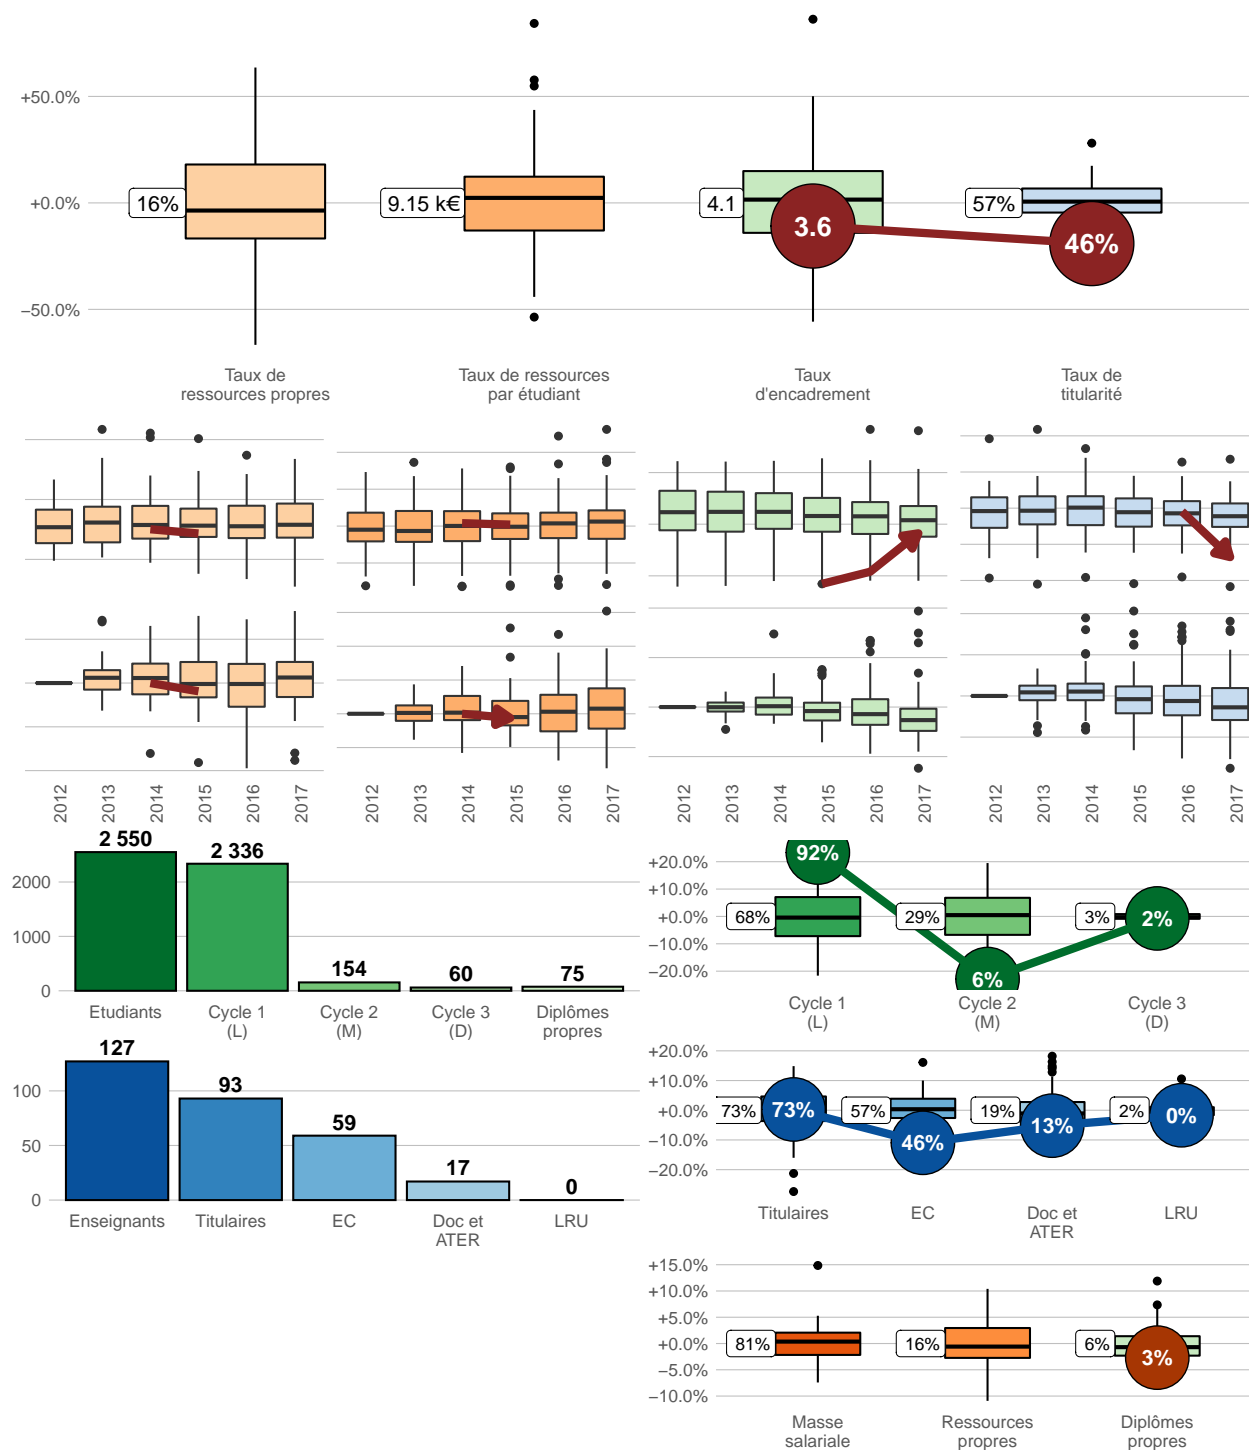 +50.0%
+0.0%
−50.0%
16%
9.15 k€
4.1
3.6
57%
46%
Taux de
ressources propres
Taux de ressources
par étudiant
Taux
d'encadrement
Taux de
titularité
2012
2013
2014
2015
2016
2017
2012
2013
2014
2015
2016
2017
2012
2013
2014
2015
2016
2017
2012
2013
2014
2015
2016
2017
2 550
2 336
154
60
75
2000
1000
0
Etudiants
Cycle 1
(L)
Cycle 2
(M)
Cycle 3
(D)
Diplômes
propres
+20.0%
+10.0%
+0.0%
−10.0%
−20.0%
68%
92%
29%
6%
3%
2%
Cycle 1
(L)
Cycle 2
(M)
Cycle 3
(D)
127
93
59
17
0
100
50
0
Enseignants
Titulaires
EC
Doc et
ATER
LRU
+20.0%
+10.0%
+0.0%
−10.0%
−20.0%
73%
73%
57%
46%
19%
13%
2%
0%
Titulaires
EC
Doc et
ATER
LRU
+15.0%
+10.0%
+5.0%
+0.0%
−5.0%
−10.0%
81%
16%
6%
3%
Masse
salariale
Ressources
propres
Diplômes
propres